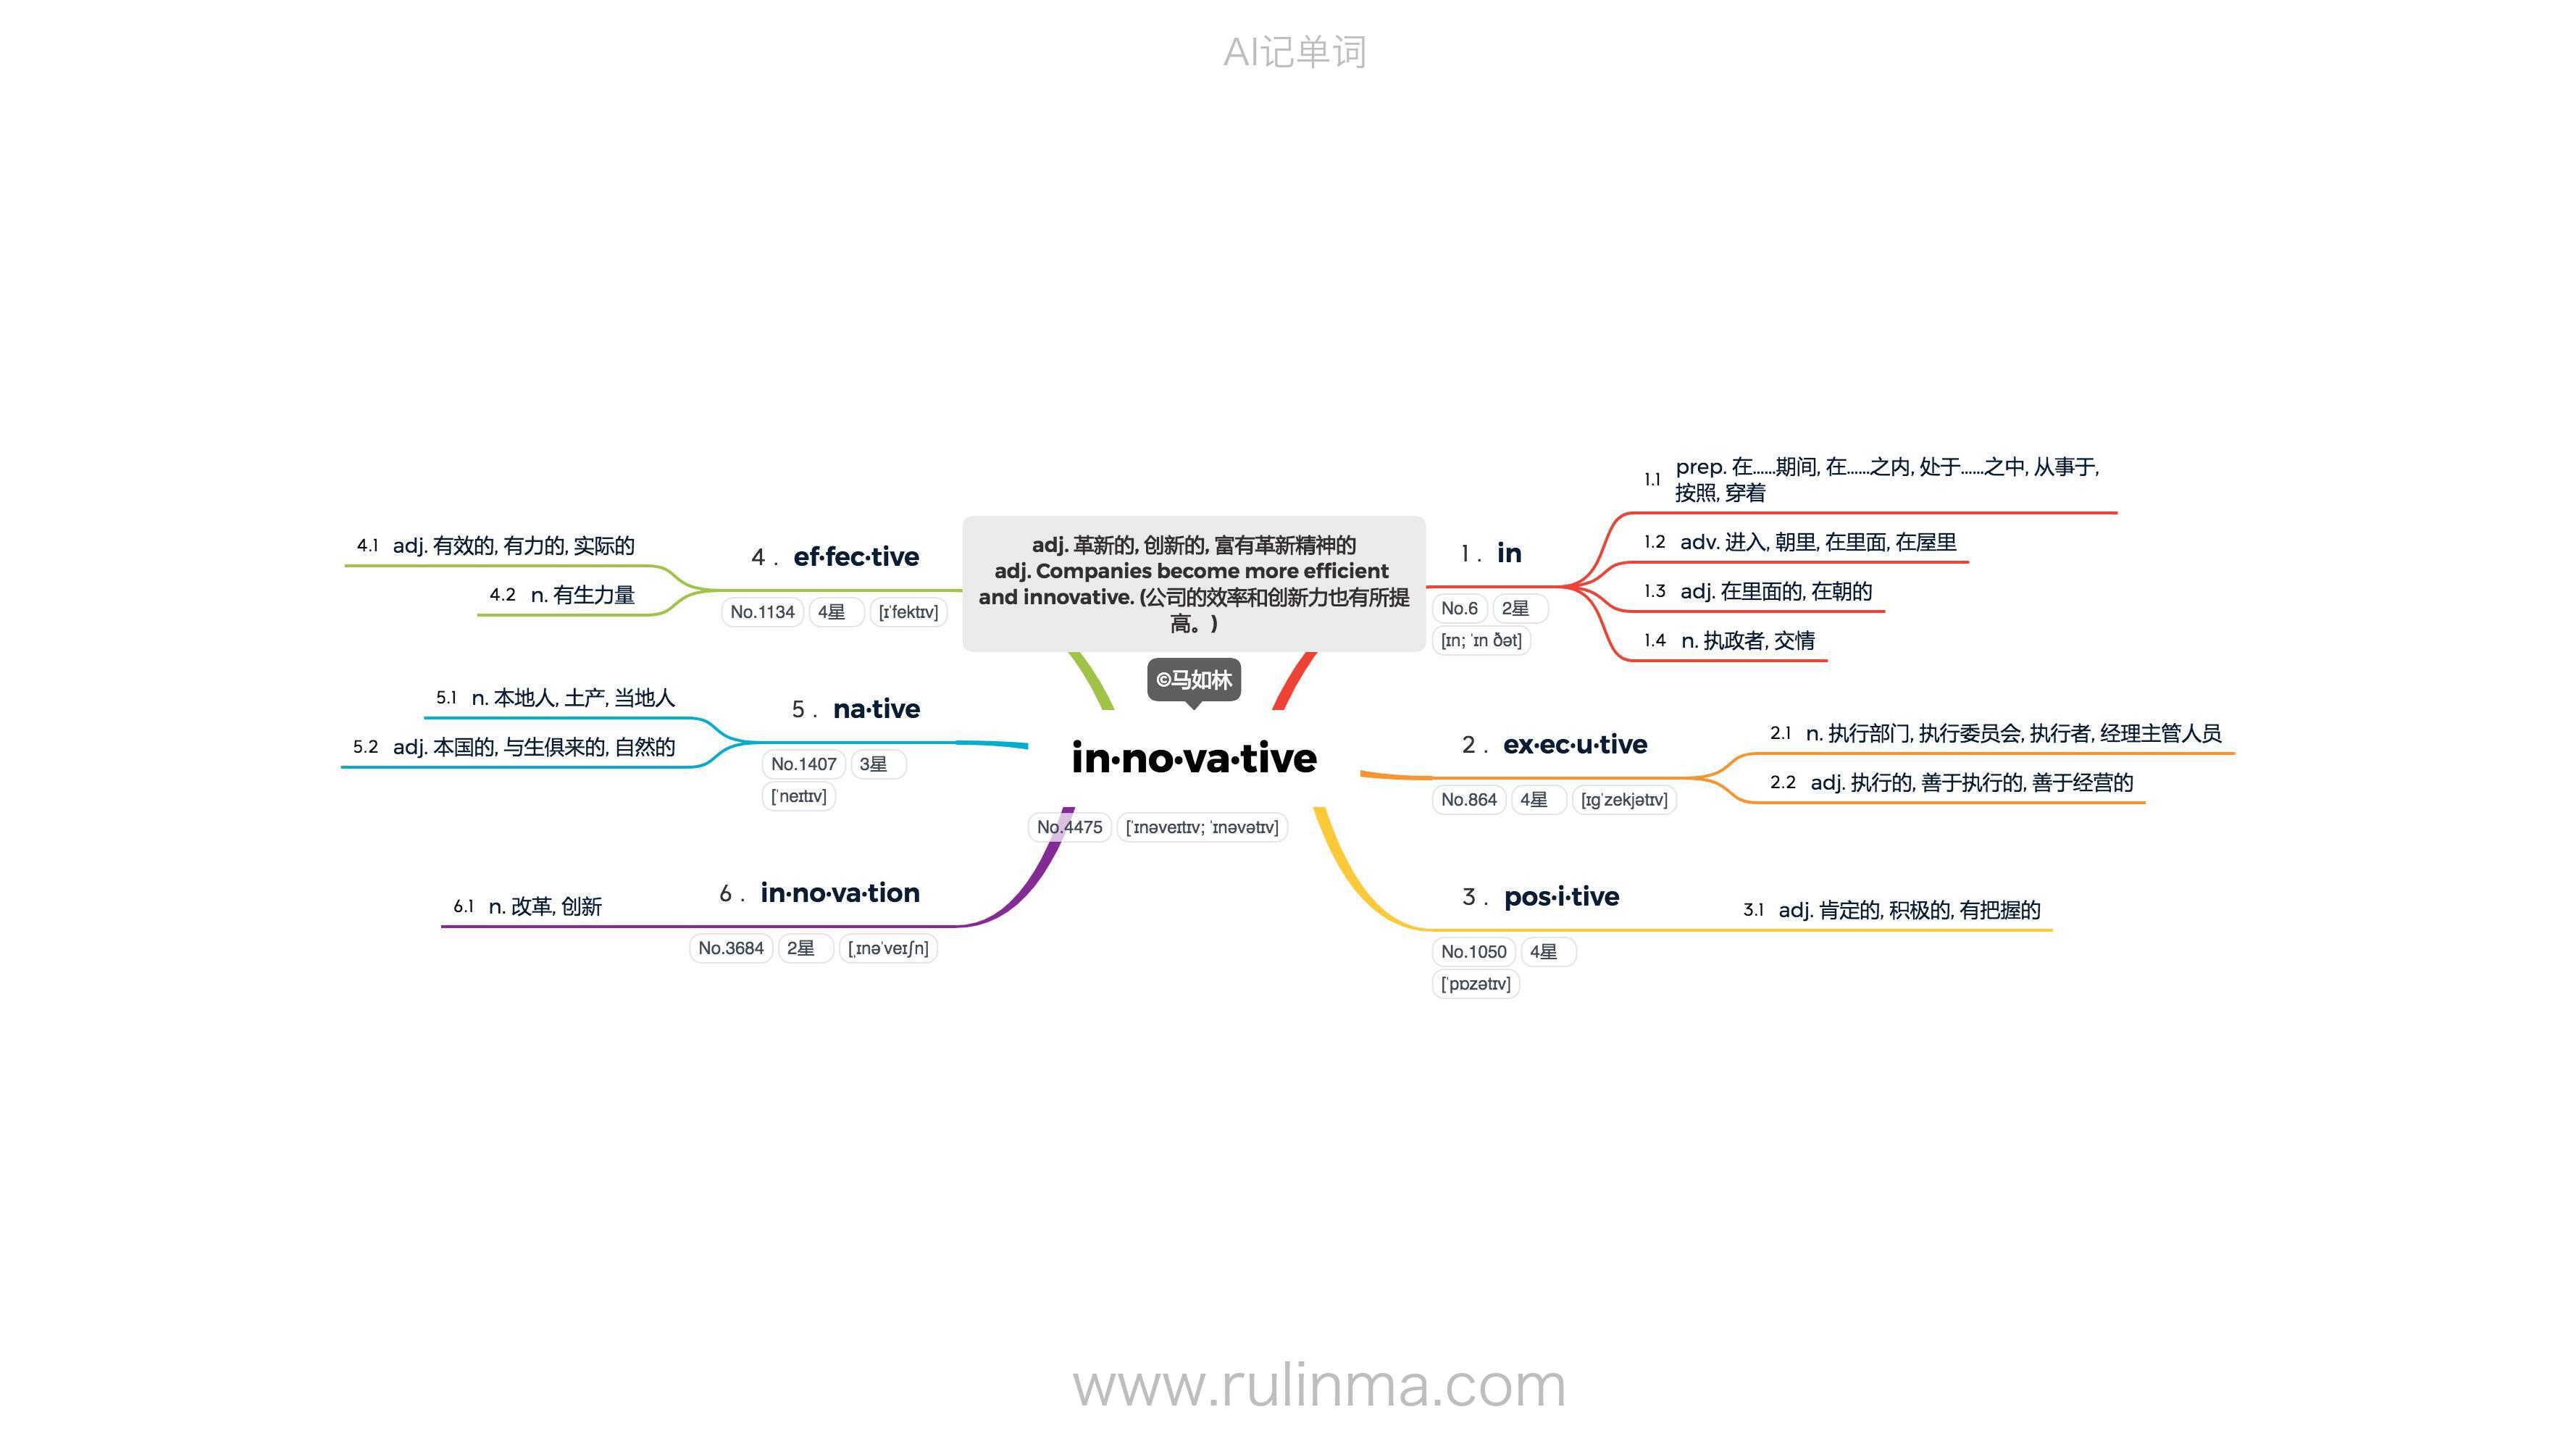 AI记单词
adj. 革新的, 创新的, 富有革新精神的
adj. Companies become more efficient
and innovative. (公司的效率和创新力也有所提
高。)
©马如林
in·no·va·tive
No.4475 [ˈɪnəveɪtɪv; ˈɪnəvətɪv]
1 . in
No.6 2星
[ɪn; ˈɪn ðət]
1.1 prep. 在……期间, 在……之内, 处于……之中, 从事于,
按照, 穿着
1.2 adv. 进入, 朝里, 在里面, 在屋里
1.3 adj. 在里面的, 在朝的
1.4 n. 执政者, 交情
2 . ex·ec·u·tive
No.864 4星 [ɪɡˈzekjətɪv]
2.1 n. 执行部门, 执行委员会, 执行者, 经理主管人员
2.2 adj. 执行的, 善于执行的, 善于经营的
3 . pos·i·tive
No.1050 4星
[ˈpɒzətɪv]
3.1 adj. 肯定的, 积极的, 有把握的
4 . ef·fec·tive
No.1134 4星 [ɪˈfektɪv]
4.1 adj. 有效的, 有力的, 实际的
4.2 n. 有生力量
5 . na·tive
No.1407 3星
[ˈneɪtɪv]
5.1 n. 本地人, 土产, 当地人
5.2 adj. 本国的, 与生俱来的, 自然的
6 . in·no·va·tion
No.3684 2星 [ˌɪnəˈveɪʃn]
6.1 n. 改革, 创新
www.rulinma.com